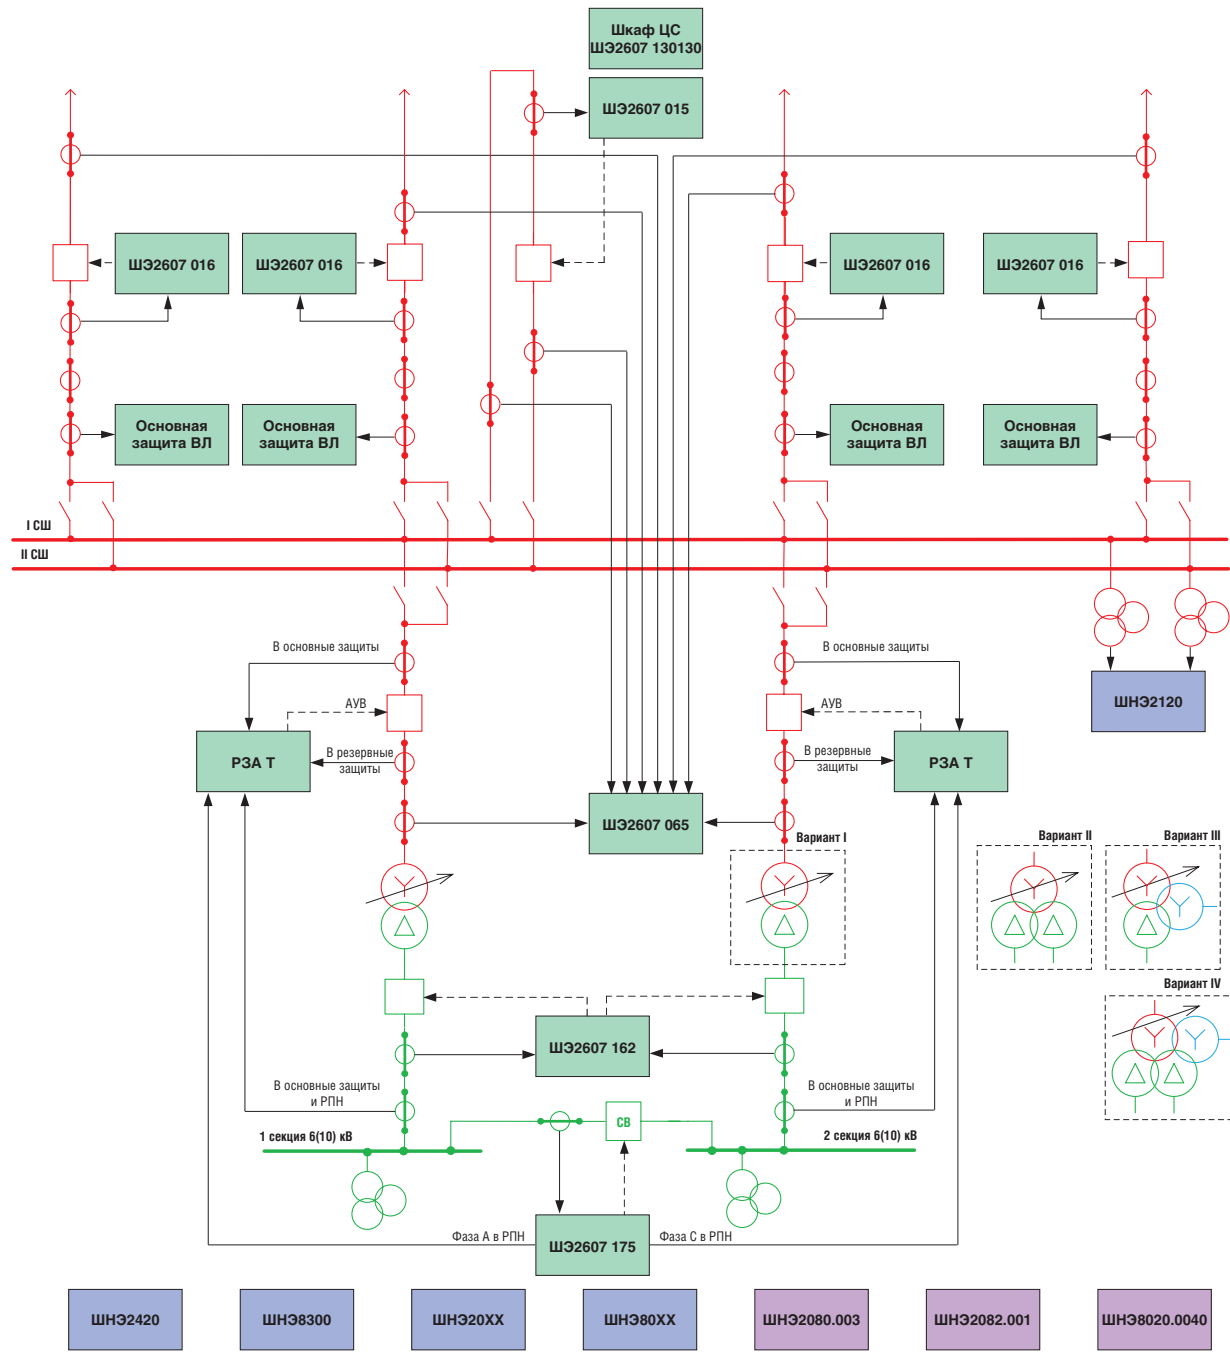 Шкаф ЦС
ШЭ2607 130130
ШЭ2607 015
ШЭ2607 016
ШЭ2607 016
ШЭ2607 016
ШЭ2607 016
Основная
защита ВЛ
Основная
защита ВЛ
Основная
защита ВЛ
Основная
защита ВЛ
I СШ
II СШ
В основные защиты
В основные защиты
АУВ
АУВ
ШНЭ2120
РЗА Т
В резервные
защиты
В резервные
защиты
РЗА Т
ШЭ2607 065
Вариант I
Вариант II
Вариант III
Вариант IV
ШЭ2607 162
В основные защиты
и РПН
В основные защиты
и РПН
СВ
1 секция 6(10) кВ
2 секция 6(10) кВ
Фаза А в РПН
ШЭ2607 175
Фаза С в РПН
ШНЭ2420
ШНЭ8300
ШНЭ20ХХ
ШНЭ80ХХ
ШНЭ2080.003
ШНЭ2082.001
ШНЭ8020.0040